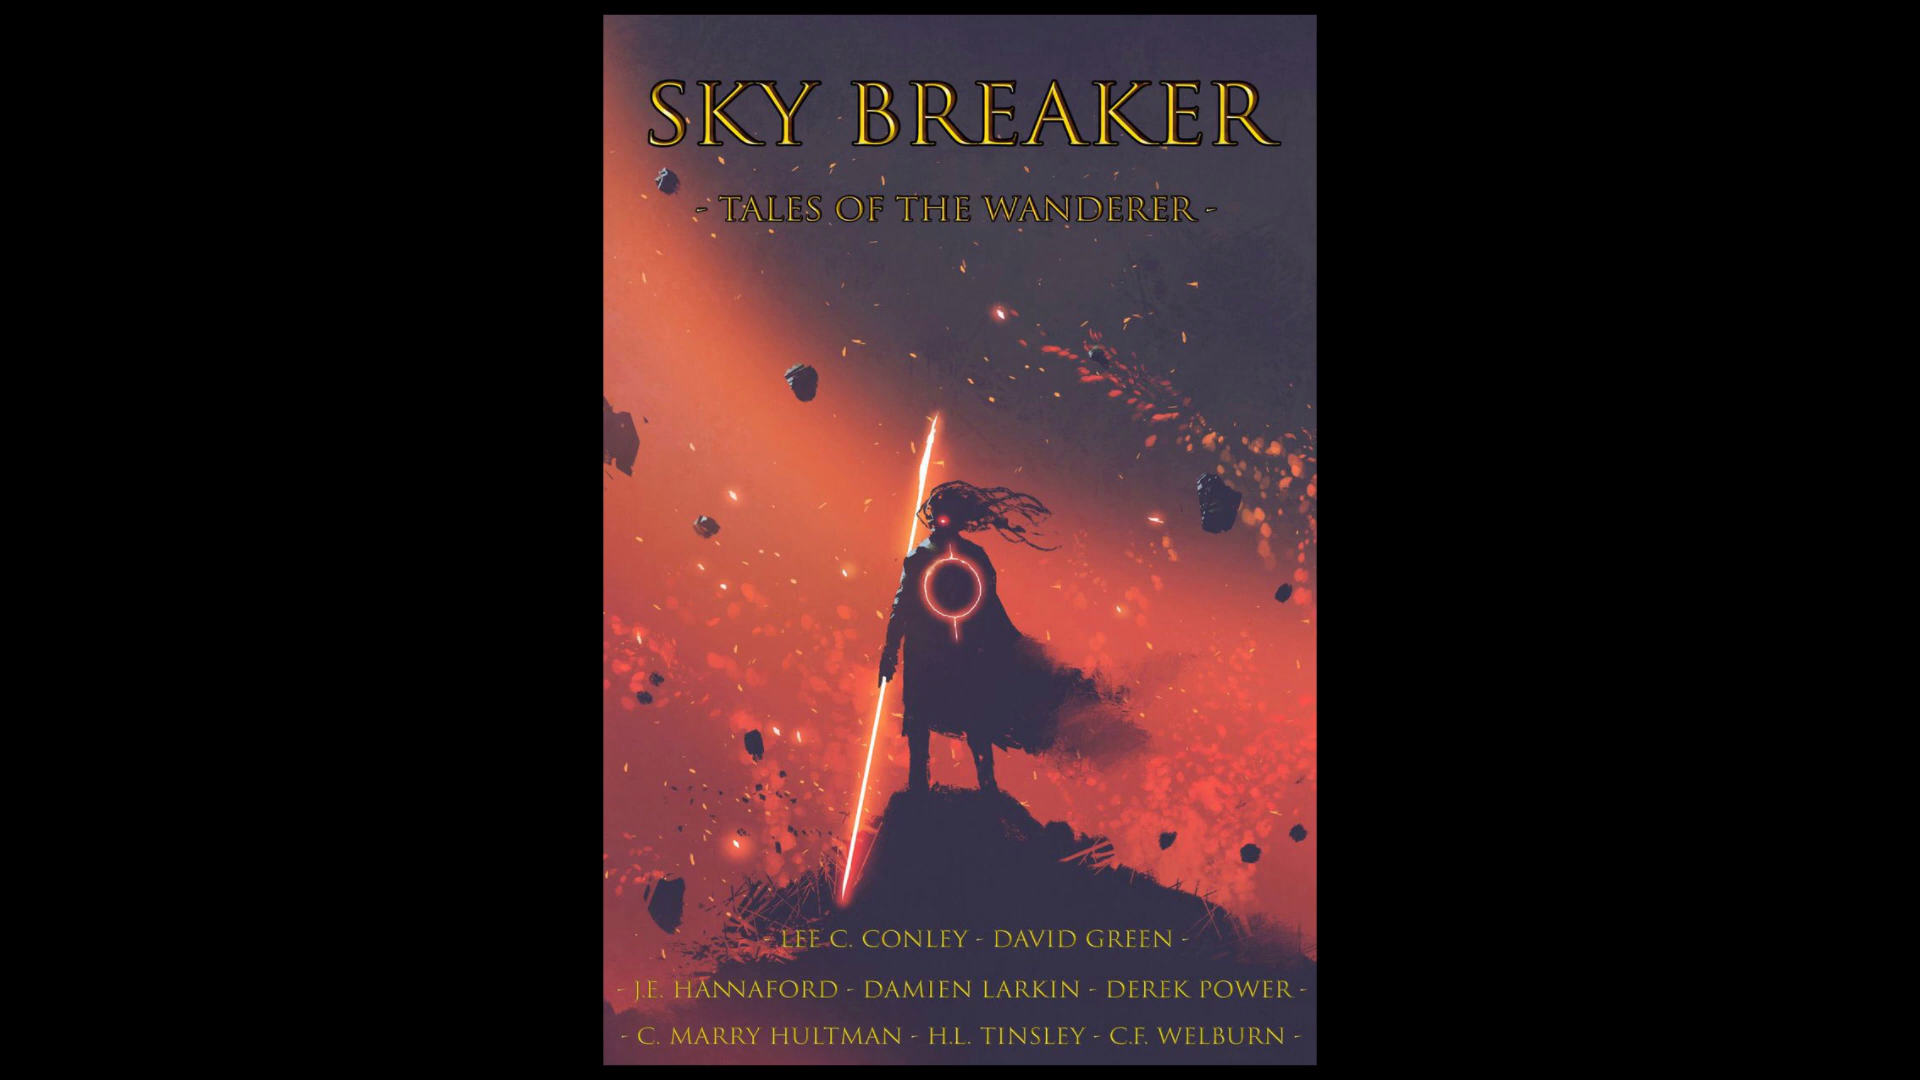 SKY BREAKER
- TALES OF THE WANDERER -
- LEE C. CONLEY - DAVID GREEN -
- J.E. HANNAFORD - DAMIEN LARKIN - DEREK POWER -
- C. MARRY HULTMAN - H.L. TINSLEY - C.F. WELBURN -